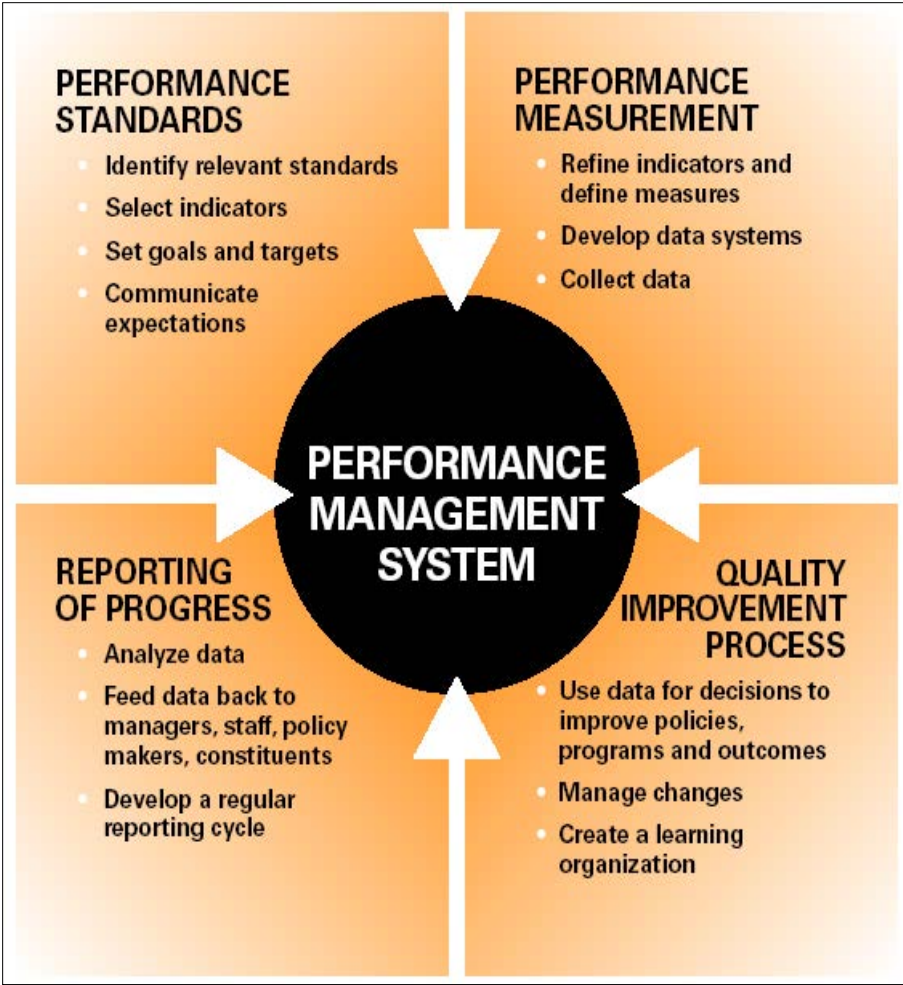 PERFORMANCE
STANDARDS
• Identify relevant standards
• Select indicators
• Set goals and targets
• Communicate
expectations
PERFORMANCE
MEASUREMENT
• Refine indicators and
define measures
• Develop data systems
• Collect data
PERFORMANCE
MANAGEMENT
SYSTEM
REPORTING
OF PROGRESS
• Analyze data
• Feed data back to
managers, staff, policy
makers, constituents
• Develop a regular
reporting cycle
QUALITY
IMPROVEMENT
PROCESS
• Use data for decisions to
improve policies,
programs and outcomes
• Manage changes
• Create a learning
organization